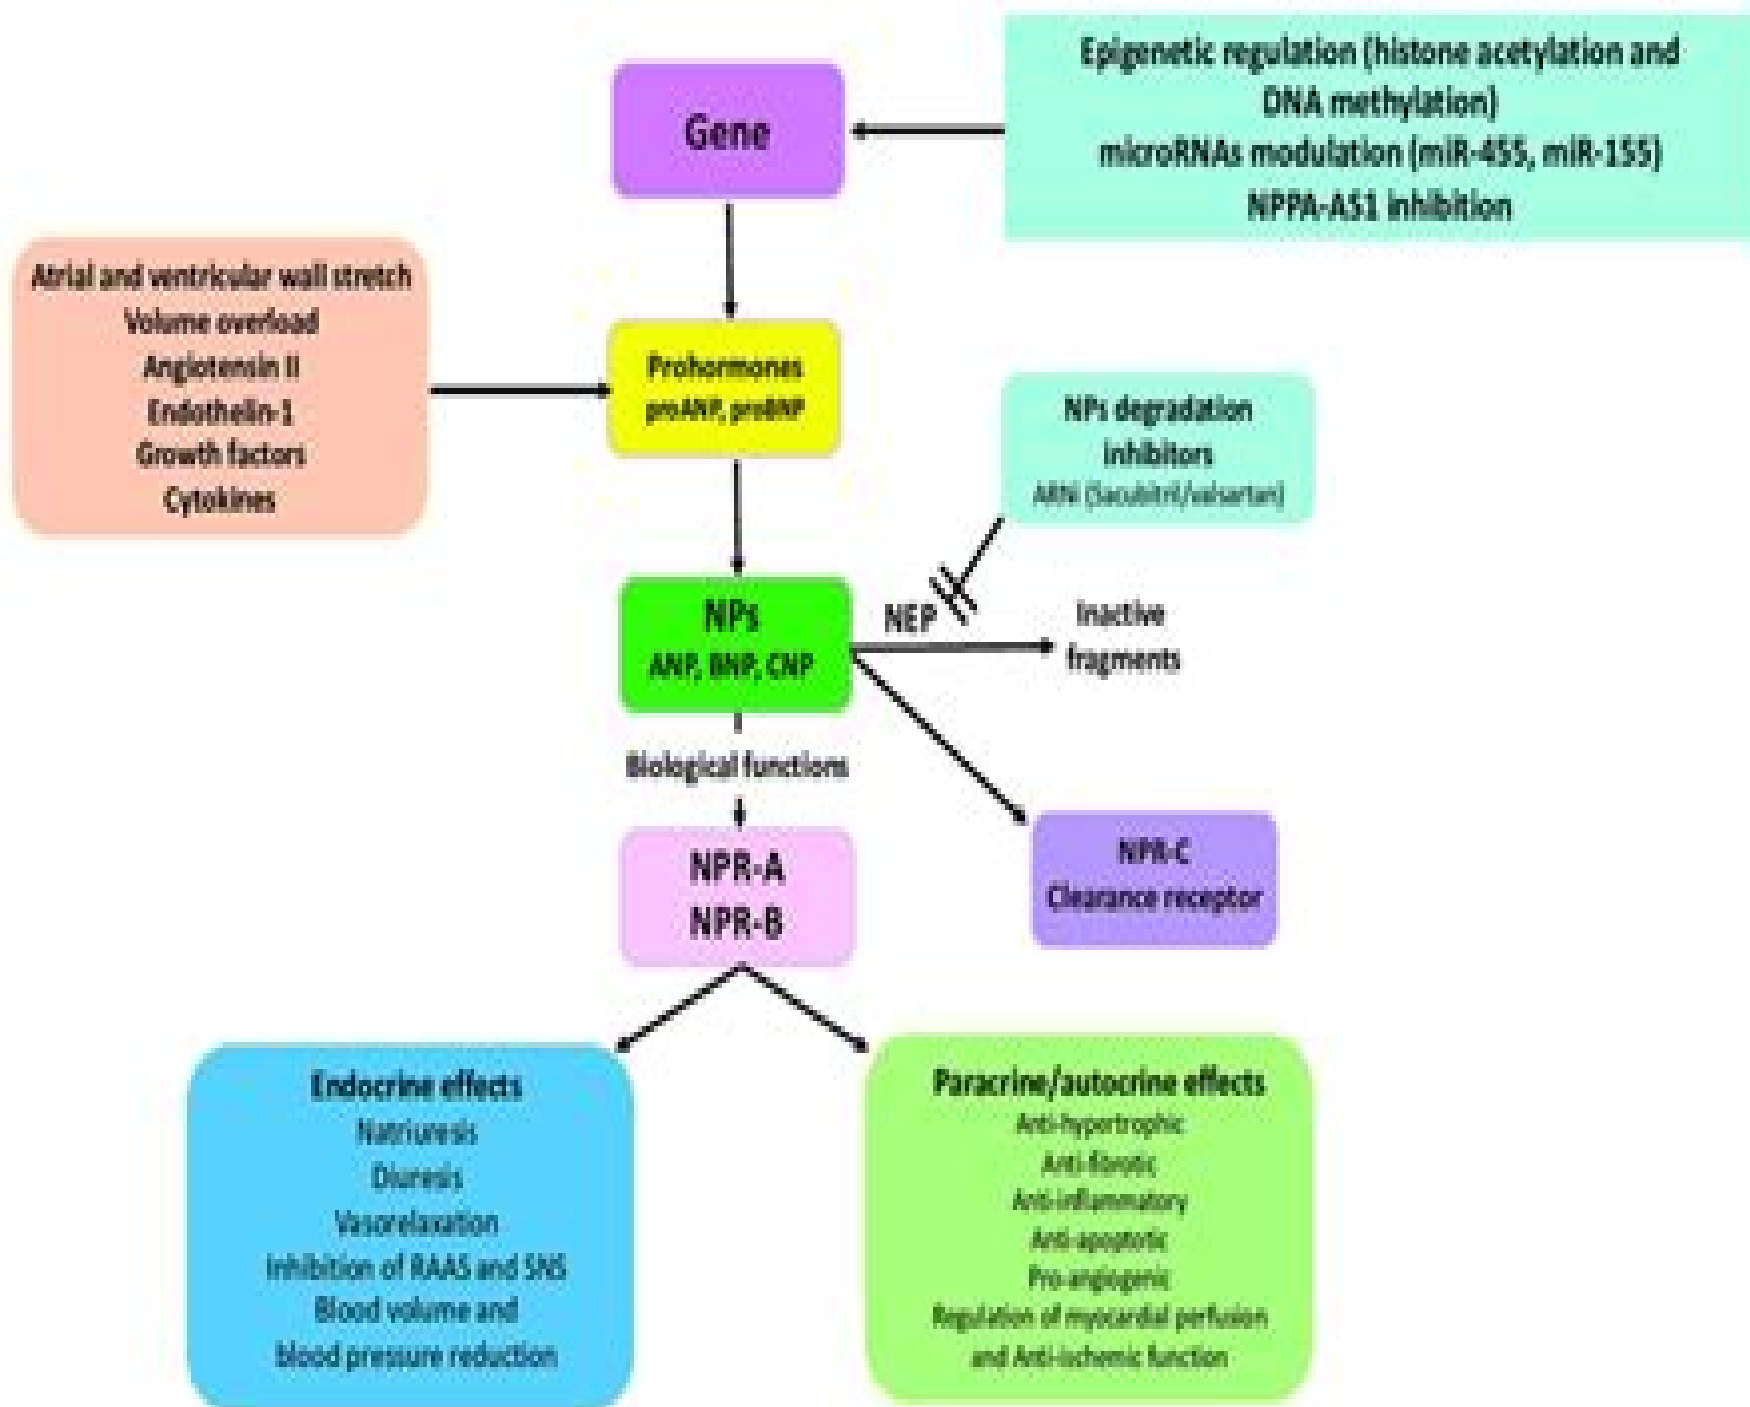 Gene
Epigenetic regulation (histone acetylation and
DNA methylation)
microRNAs modulation (miR-455, miR-155)
NPPA-AS1 inhibition
Atrial and ventricular wall stretch
Volume overload
Angiotensin II
Endothelin-1
Growth factors
Cytokines
Prohormones
proANP, proBNP
NPs degradation
inhibitors
ARNi (Sacubitril/valsartan)
NPs
ANP, BNP, CNP
NEP
Inactive
fragments
Biological functions
NPR-A
NPR-B
NPR-C
Clearance receptor
Endocrine effects
Natriuresis
Diuresis
Vasorelaxation
Inhibition of RAAS and SNS
Blood volume and
blood pressure reduction
Paracrine/autocrine effects
Anti-hypertrophic
Anti-fibrotic
Anti-inflammatory
Anti-apoptotic
Pro-angiogenic
Regulation of myocardial perfusion
and Anti-ischemic function